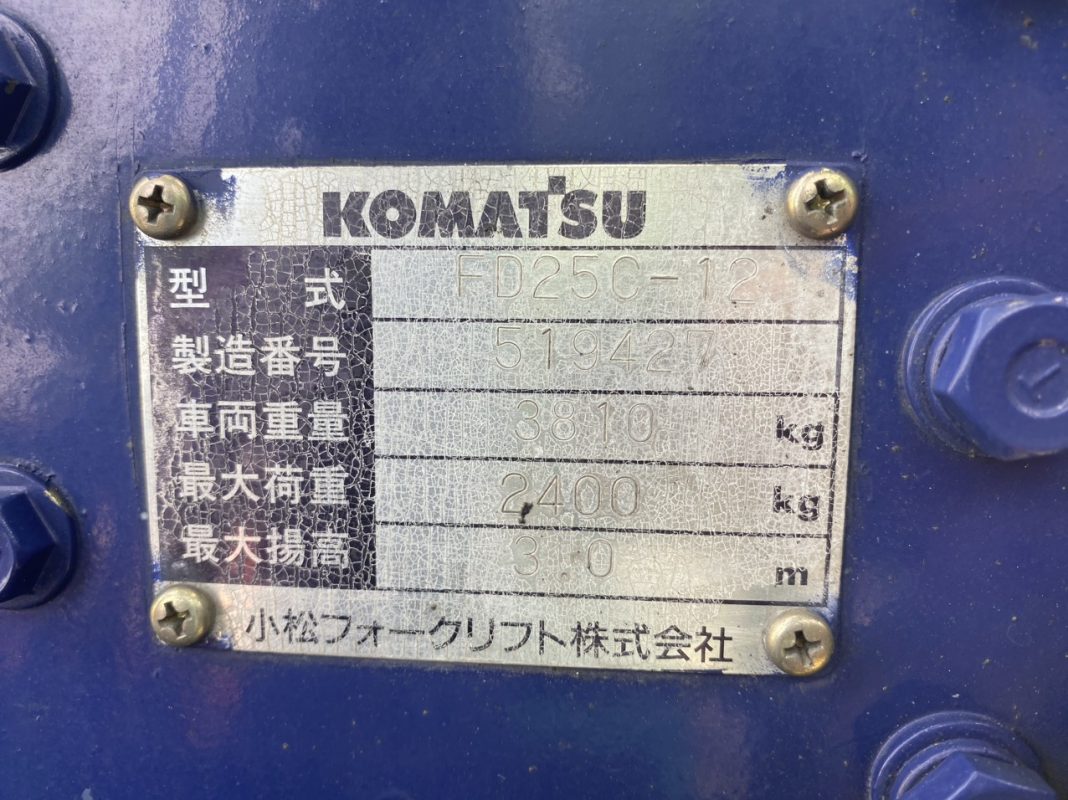 KOMATSU
型 式 FD25C-12
製造番号 519427
車両重量 3810 kg
最大荷重 2400 kg
最大揚高 3.0 m
小松フォークリフト株式会社